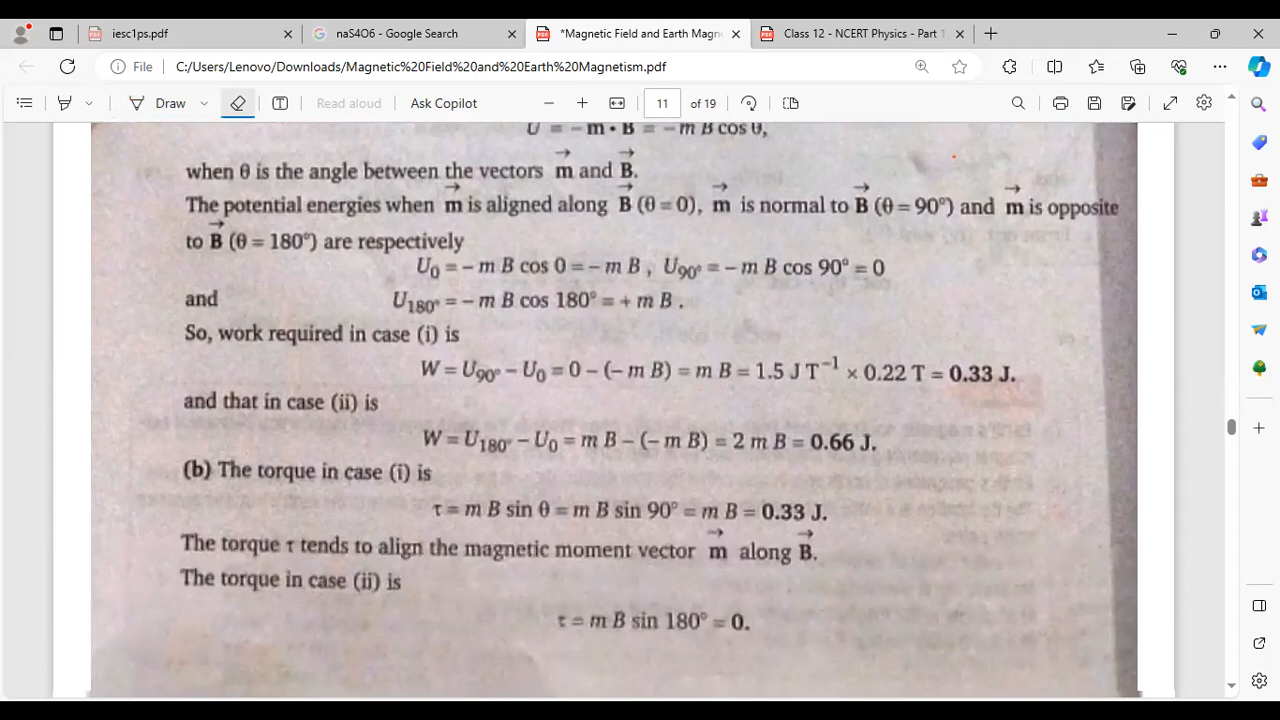 iesc1ps.pdf
naS4O6 - Google Search
*Magnetic Field and Earth Magn
Class 12 - NCERT Physics - Part 1
File
C:/Users/Lenovo/Downloads/Magnetic%20Field%20and%20Earth%20Magnetism.pdf
Draw
Read aloud
Ask Copilot
11 of 19
U = − m • B = − m B cos θ,
when θ is the angle between the vectors m⃗ and B⃗.
The potential energies when m⃗ is aligned along B⃗ (θ = 0), m⃗ is normal to B⃗ (θ = 90°) and m⃗ is opposite
to B⃗ (θ = 180°) are respectively
U₀ = − m B cos 0 = − m B , U₉₀° = − m B cos 90° = 0
and U₁₈₀° = − m B cos 180° = + m B .
So, work required in case (i) is
W = U₉₀° − U₀ = 0 − (− m B) = m B = 1.5 J T⁻¹ × 0.22 T = 0.33 J.
and that in case (ii) is
W = U₁₈₀° − U₀ = m B − (− m B) = 2 m B = 0.66 J.
(b) The torque in case (i) is
τ = m B sin θ = m B sin 90° = m B = 0.33 J.
The torque τ tends to align the magnetic moment vector m⃗ along B⃗.
The torque in case (ii) is
τ = m B sin 180° = 0.